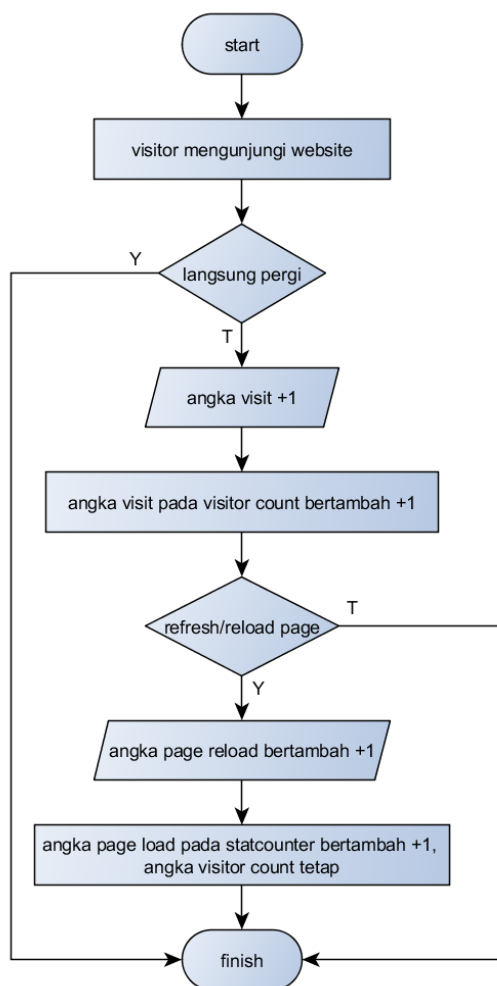 start
visitor mengunjungi website
Y
langsung pergi
T
angka visit +1
angka visit pada visitor count bertambah +1
T
refresh/reload page
Y
angka page reload bertambah +1
angka page load pada statcounter bertambah +1,
angka visitor count tetap
finish